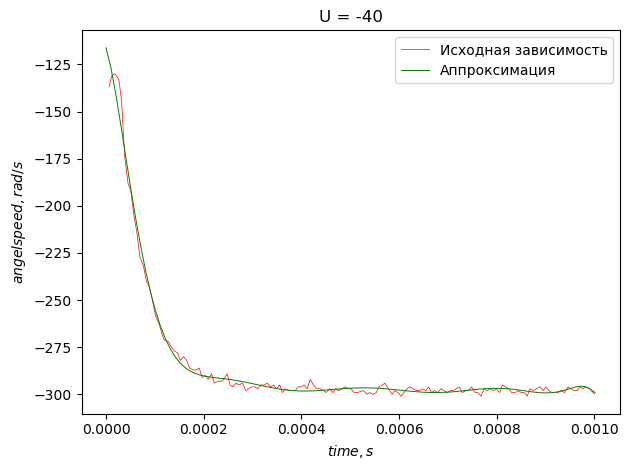 U = -40
Исходная зависимость
Аппроксимация
−125
−150
−175
−200
−225
−250
−275
−300
angelspeed, rad/s
0.0000
0.0002
0.0004
0.0006
0.0008
0.0010
time, s